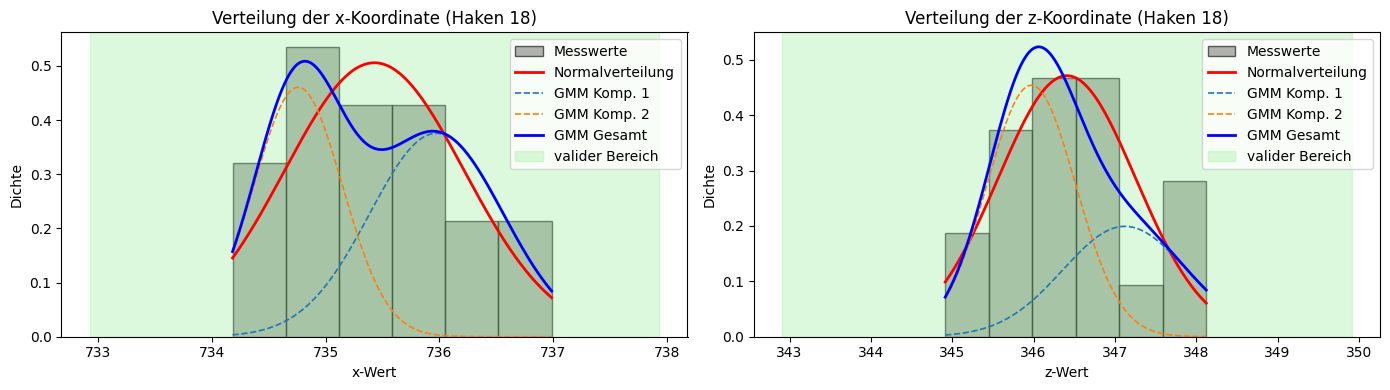 Verteilung der x-Koordinate (Haken 18)
Dichte
0.5
0.4
0.3
0.2
0.1
0.0
733
734
735
736
737
738
x-Wert
Messwerte
Normalverteilung
GMM Komp. 1
GMM Komp. 2
GMM Gesamt
valider Bereich
Verteilung der z-Koordinate (Haken 18)
Dichte
0.5
0.4
0.3
0.2
0.1
0.0
343
344
345
346
347
348
349
350
z-Wert
Messwerte
Normalverteilung
GMM Komp. 1
GMM Komp. 2
GMM Gesamt
valider Bereich